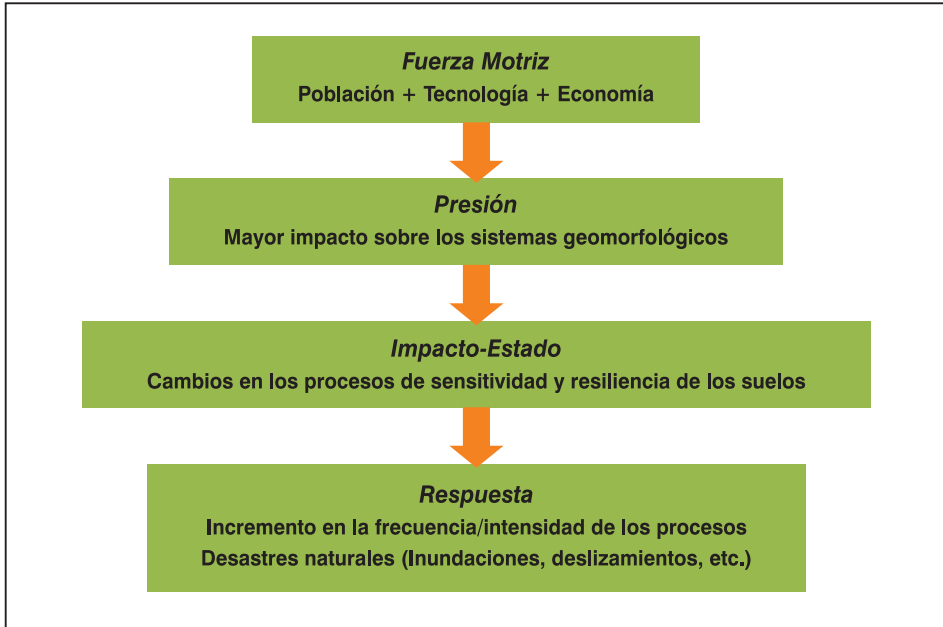 Fuerza Motriz
Población + Tecnología + Economía
Presión
Mayor impacto sobre los sistemas geomorfológicos
Impacto-Estado
Cambios en los procesos de sensitividad y resiliencia de los suelos
Respuesta
Incremento en la frecuencia/intensidad de los procesos
Desastres naturales (Inundaciones, deslizamientos, etc.)